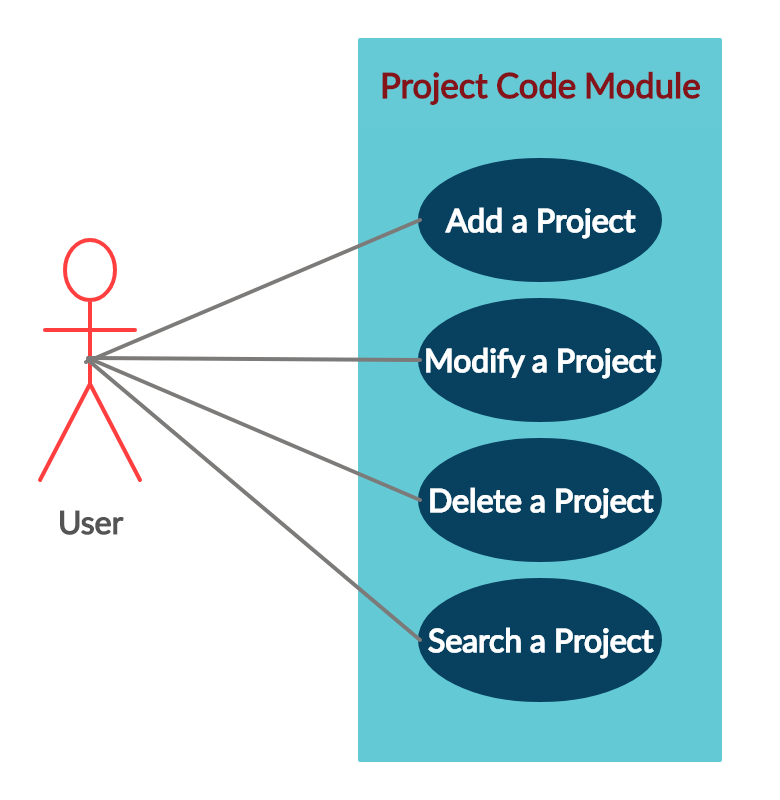 Project Code Module
Add a Project
Modify a Project
Delete a Project
Search a Project
User